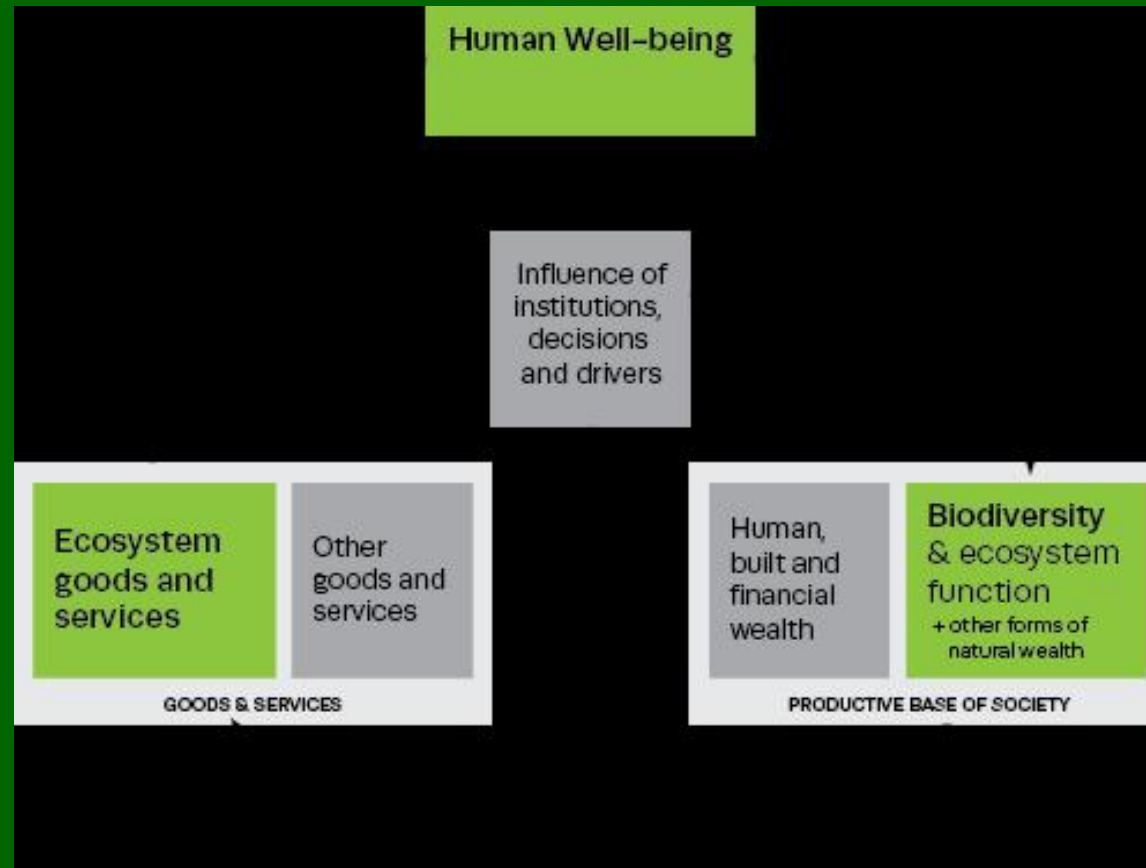 Human Well-being
Influence of
institutions,
decisions
and drivers
Ecosystem
goods and
services
Other
goods and
services
GOODS & SERVICES
Human,
built and
financial
wealth
Biodiversity
& ecosystem
function
+ other forms of
natural wealth
PRODUCTIVE BASE OF SOCIETY